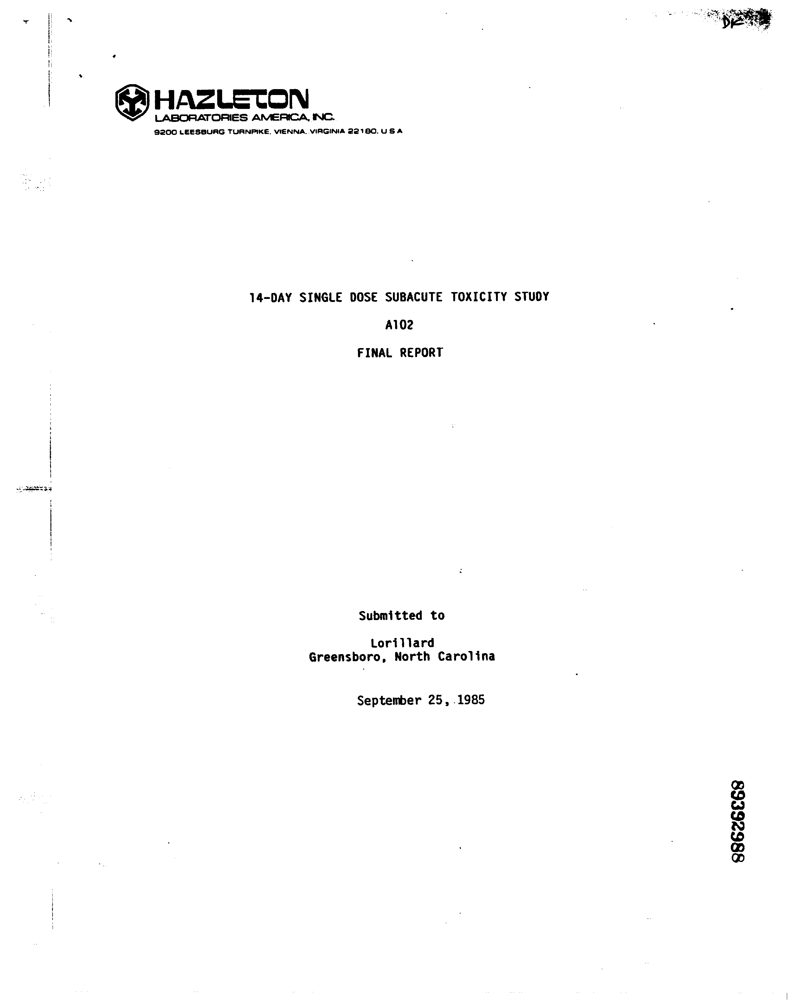 DK
HAZLETON
LABORATORIES AMERICA, INC.
9200 LEESBURG TURNPIKE, VIENNA, VIRGINIA 22180, U S A
14-DAY SINGLE DOSE SUBACUTE TOXICITY STUDY
A102
FINAL REPORT
Submitted to
Lorillard
Greensboro, North Carolina
September 25, 1985
89392988